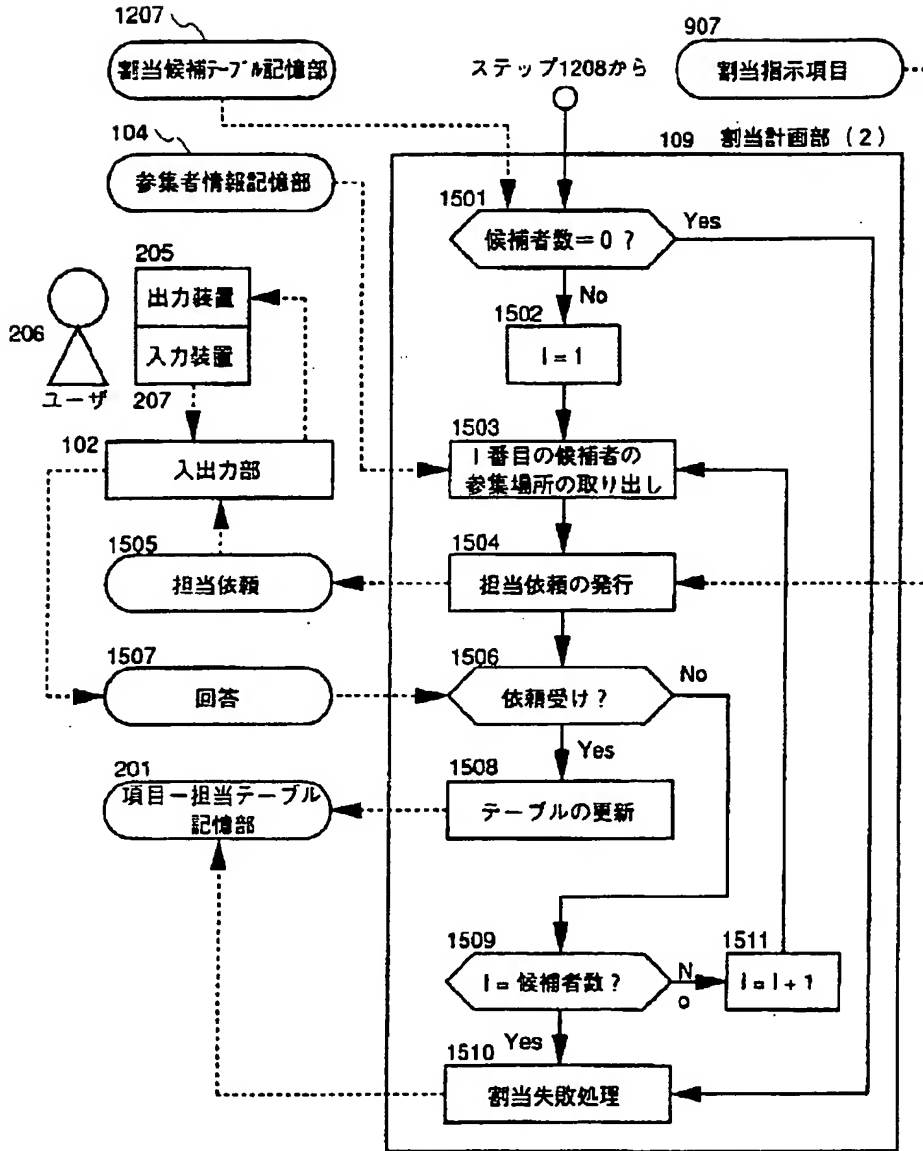 1207
割当候補テーブル記憶部
ステップ1208から
907
割当指示項目
104
参集者情報記憶部
109 割当計画部(2)
1501
候補者数=0?
Yes
No
1502
I=1
205
出力装置
入力装置
206
ユーザ
207
102
入出力部
1503
I番目の候補者の
参集場所の取り出し
1505
担当依頼
1504
担当依頼の発行
1507
回答
1506
依頼受け?
No
Yes
201
項目ー担当テーブル
記憶部
1508
テーブルの更新
1509
I=候補者数?
N
o
1511
I=I+1
Yes
1510
割当失敗処理